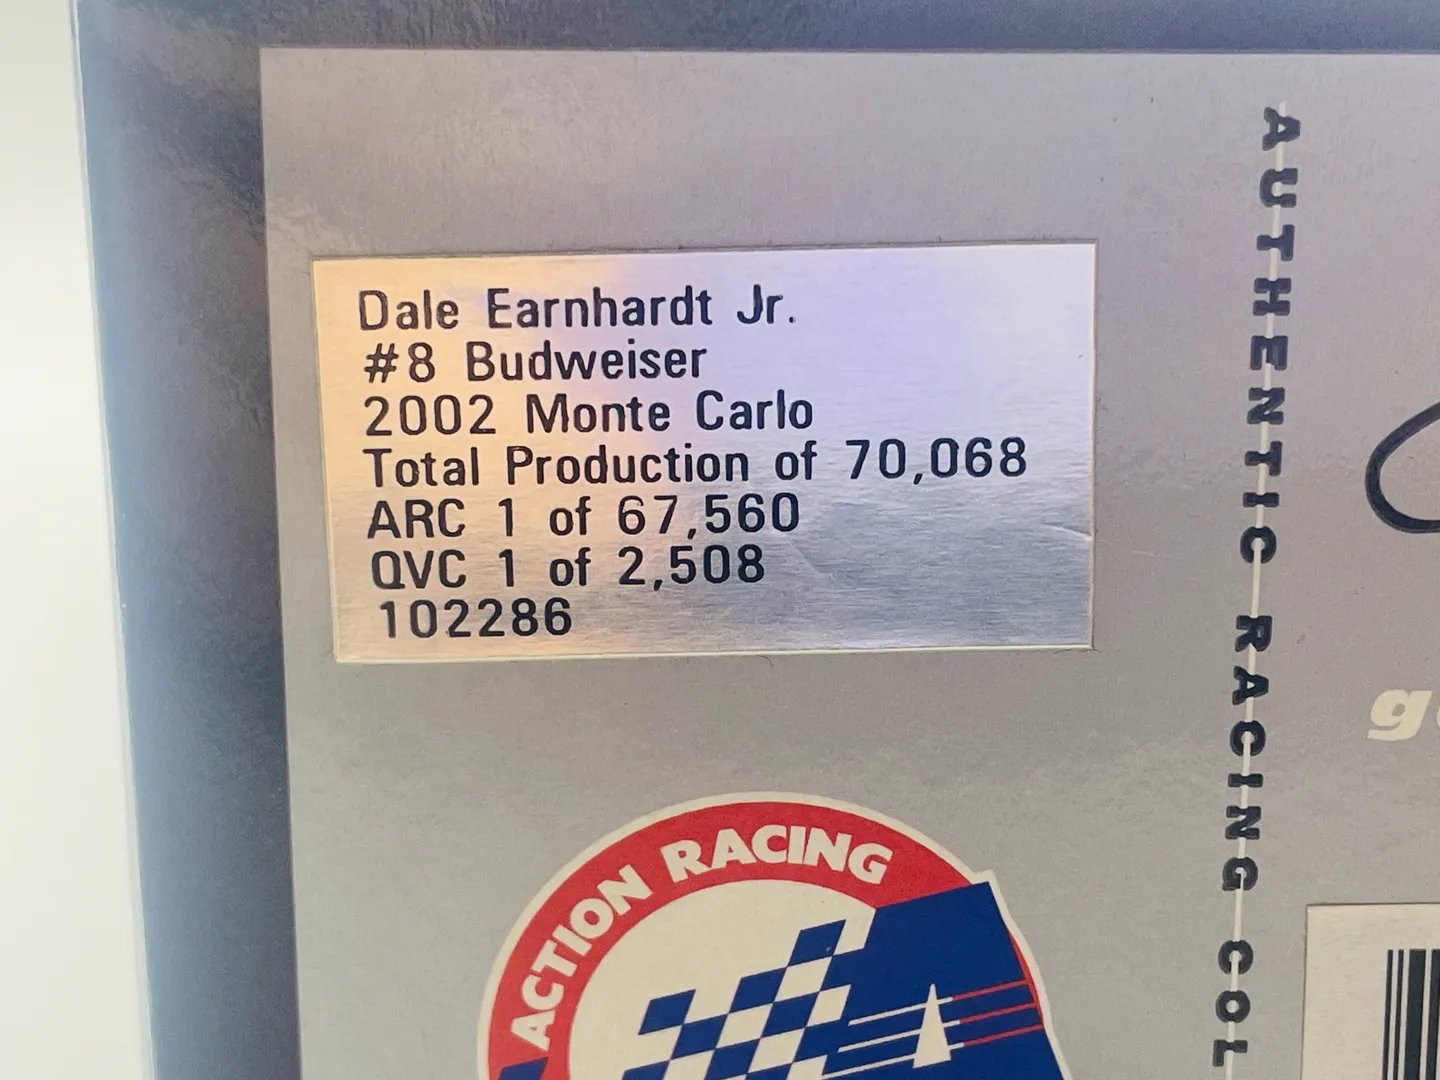 Dale Earnhardt Jr.
#8 Budweiser
2002 Monte Carlo
Total Production of 70,068
ARC 1 of 67,560
QVC 1 of 2,508
102286
ACTION RACING
AUTHENTIC RACING COL
g